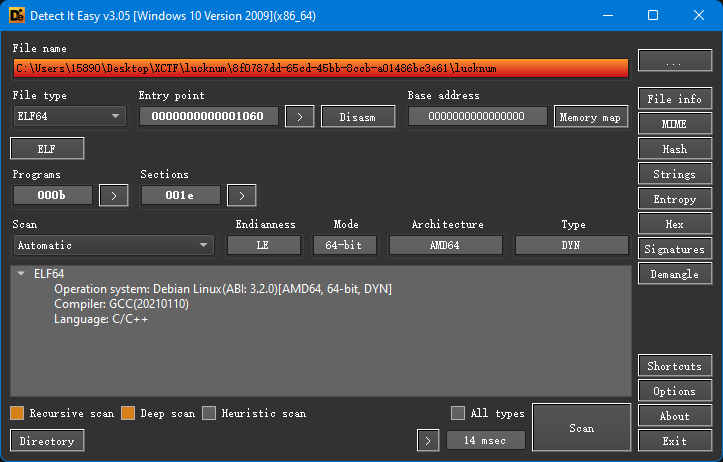 Detect It Easy v3.05 [Windows 10 Version 2009](x86_64)
File name
C:\Users\15890\Desktop\XCTF\lucknum\8f0787dd-65cd-45bb-8ccb-a01486bc3e61\lucknum
...
File type
Entry point
Base address
ELF64
0000000000001060
>
Disasm
0000000000000000
Memory map
ELF
Programs
Sections
000b
>
001e
>
Scan
Endianness
Mode
Architecture
Type
Automatic
LE
64-bit
AMD64
DYN
ELF64
Operation system: Debian Linux(ABI: 3.2.0)[AMD64, 64-bit, DYN]
Compiler: GCC(20210110)
Language: C/C++
File info
MIME
Hash
Strings
Entropy
Hex
Signatures
Demangle
Shortcuts
Options
About
Exit
Recursive scan
Deep scan
Heuristic scan
All types
Scan
Directory
>
14 msec